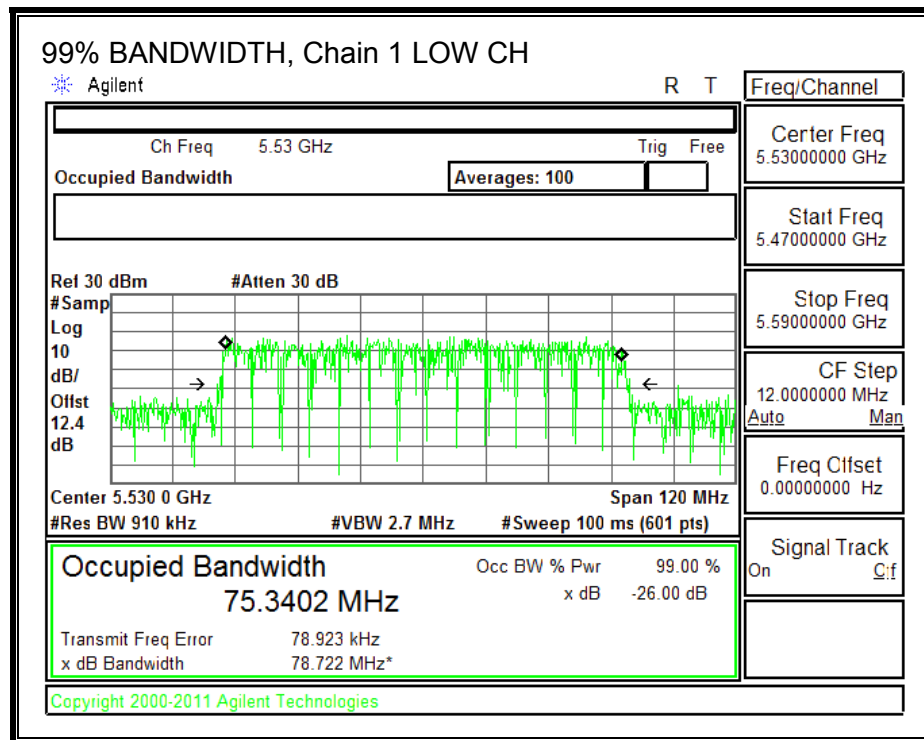 99% BANDWIDTH, Chain 1 LOW CH
Agilent R T
Freq/Channel
Ch Freq 5.53 GHz Trig Free
Occupied Bandwidth Averages: 100
Center Freq
5.53000000 GHz
Start Freq
5.47000000 GHz
Stop Freq
5.59000000 GHz
CF Step
12.0000000 MHz
Auto Man
Freq Offset
0.00000000 Hz
Signal Track
On Off
Ref 30 dBm #Atten 30 dB
#Samp
Log
10
dB/
Offst
12.4
dB
Center 5.530 0 GHz Span 120 MHz
#Res BW 910 kHz #VBW 2.7 MHz #Sweep 100 ms (601 pts)
Occupied Bandwidth Occ BW % Pwr 99.00 %
75.3402 MHz x dB -26.00 dB
Transmit Freq Error 78.923 kHz
x dB Bandwidth 78.722 MHz*
Copyright 2000-2011 Agilent Technologies